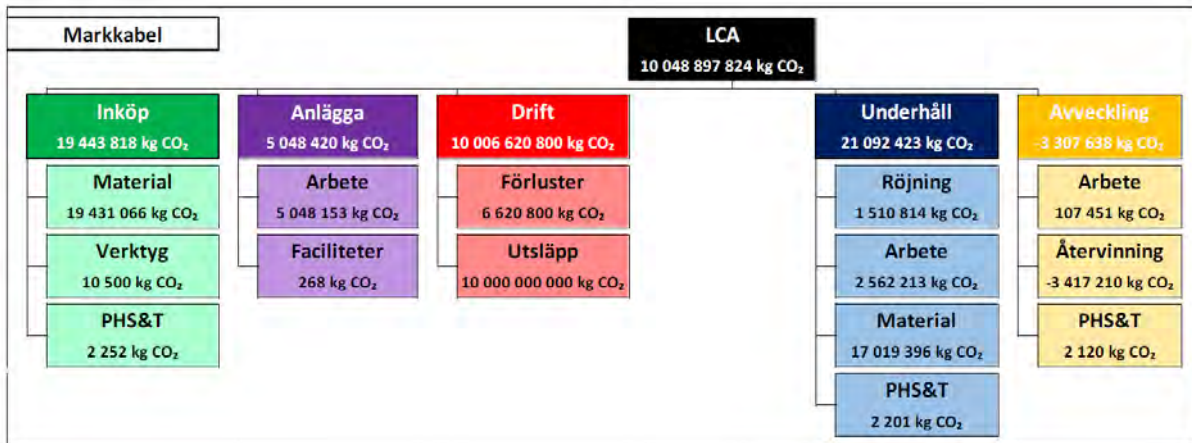 Markkabel
LCA
10 048 897 824 kg CO₂
Inköp
19 443 818 kg CO₂
Material
19 431 066 kg CO₂
Verktyg
10 500 kg CO₂
PHS&T
2 252 kg CO₂
Anlägga
5 048 420 kg CO₂
Arbete
5 048 153 kg CO₂
Faciliteter
268 kg CO₂
Drift
10 006 620 800 kg CO₂
Förluster
6 620 800 kg CO₂
Utsläpp
10 000 000 000 kg CO₂
Underhåll
21 092 423 kg CO₂
Röjning
1 510 814 kg CO₂
Arbete
2 562 213 kg CO₂
Material
17 019 396 kg CO₂
PHS&T
2 201 kg CO₂
Avveckling
-3 307 638 kg CO₂
Arbete
107 451 kg CO₂
Återvinning
-3 417 210 kg CO₂
PHS&T
2 120 kg CO₂